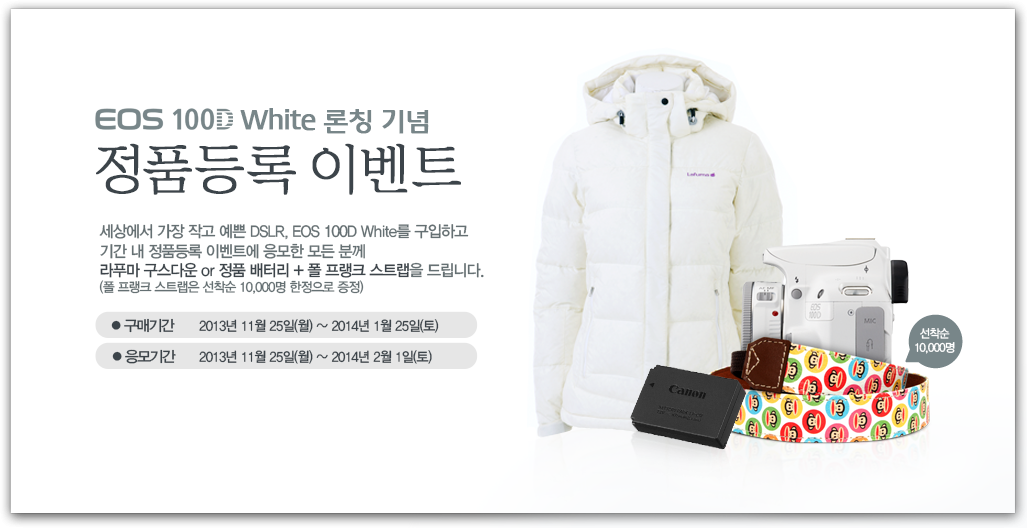 EOS 100D White 론칭 기념
정품등록 이벤트
세상에서 가장 작고 예쁜 DSLR, EOS 100D White를 구입하고
기간 내 정품등록 이벤트에 응모한 모든 분께
라푸마 구스다운 or 정품 배터리 + 폴 프랭크 스트랩을 드립니다.
(폴 프랭크 스트랩은 선착순 10,000명 한정으로 증정)
● 구매기간 2013년 11월 25일(월) ~ 2014년 1월 25일(토)
● 응모기간 2013년 11월 25일(월) ~ 2014년 2월 1일(토)
Lafuma
EOS
100D
MIC
선착순
10,000명
Canon